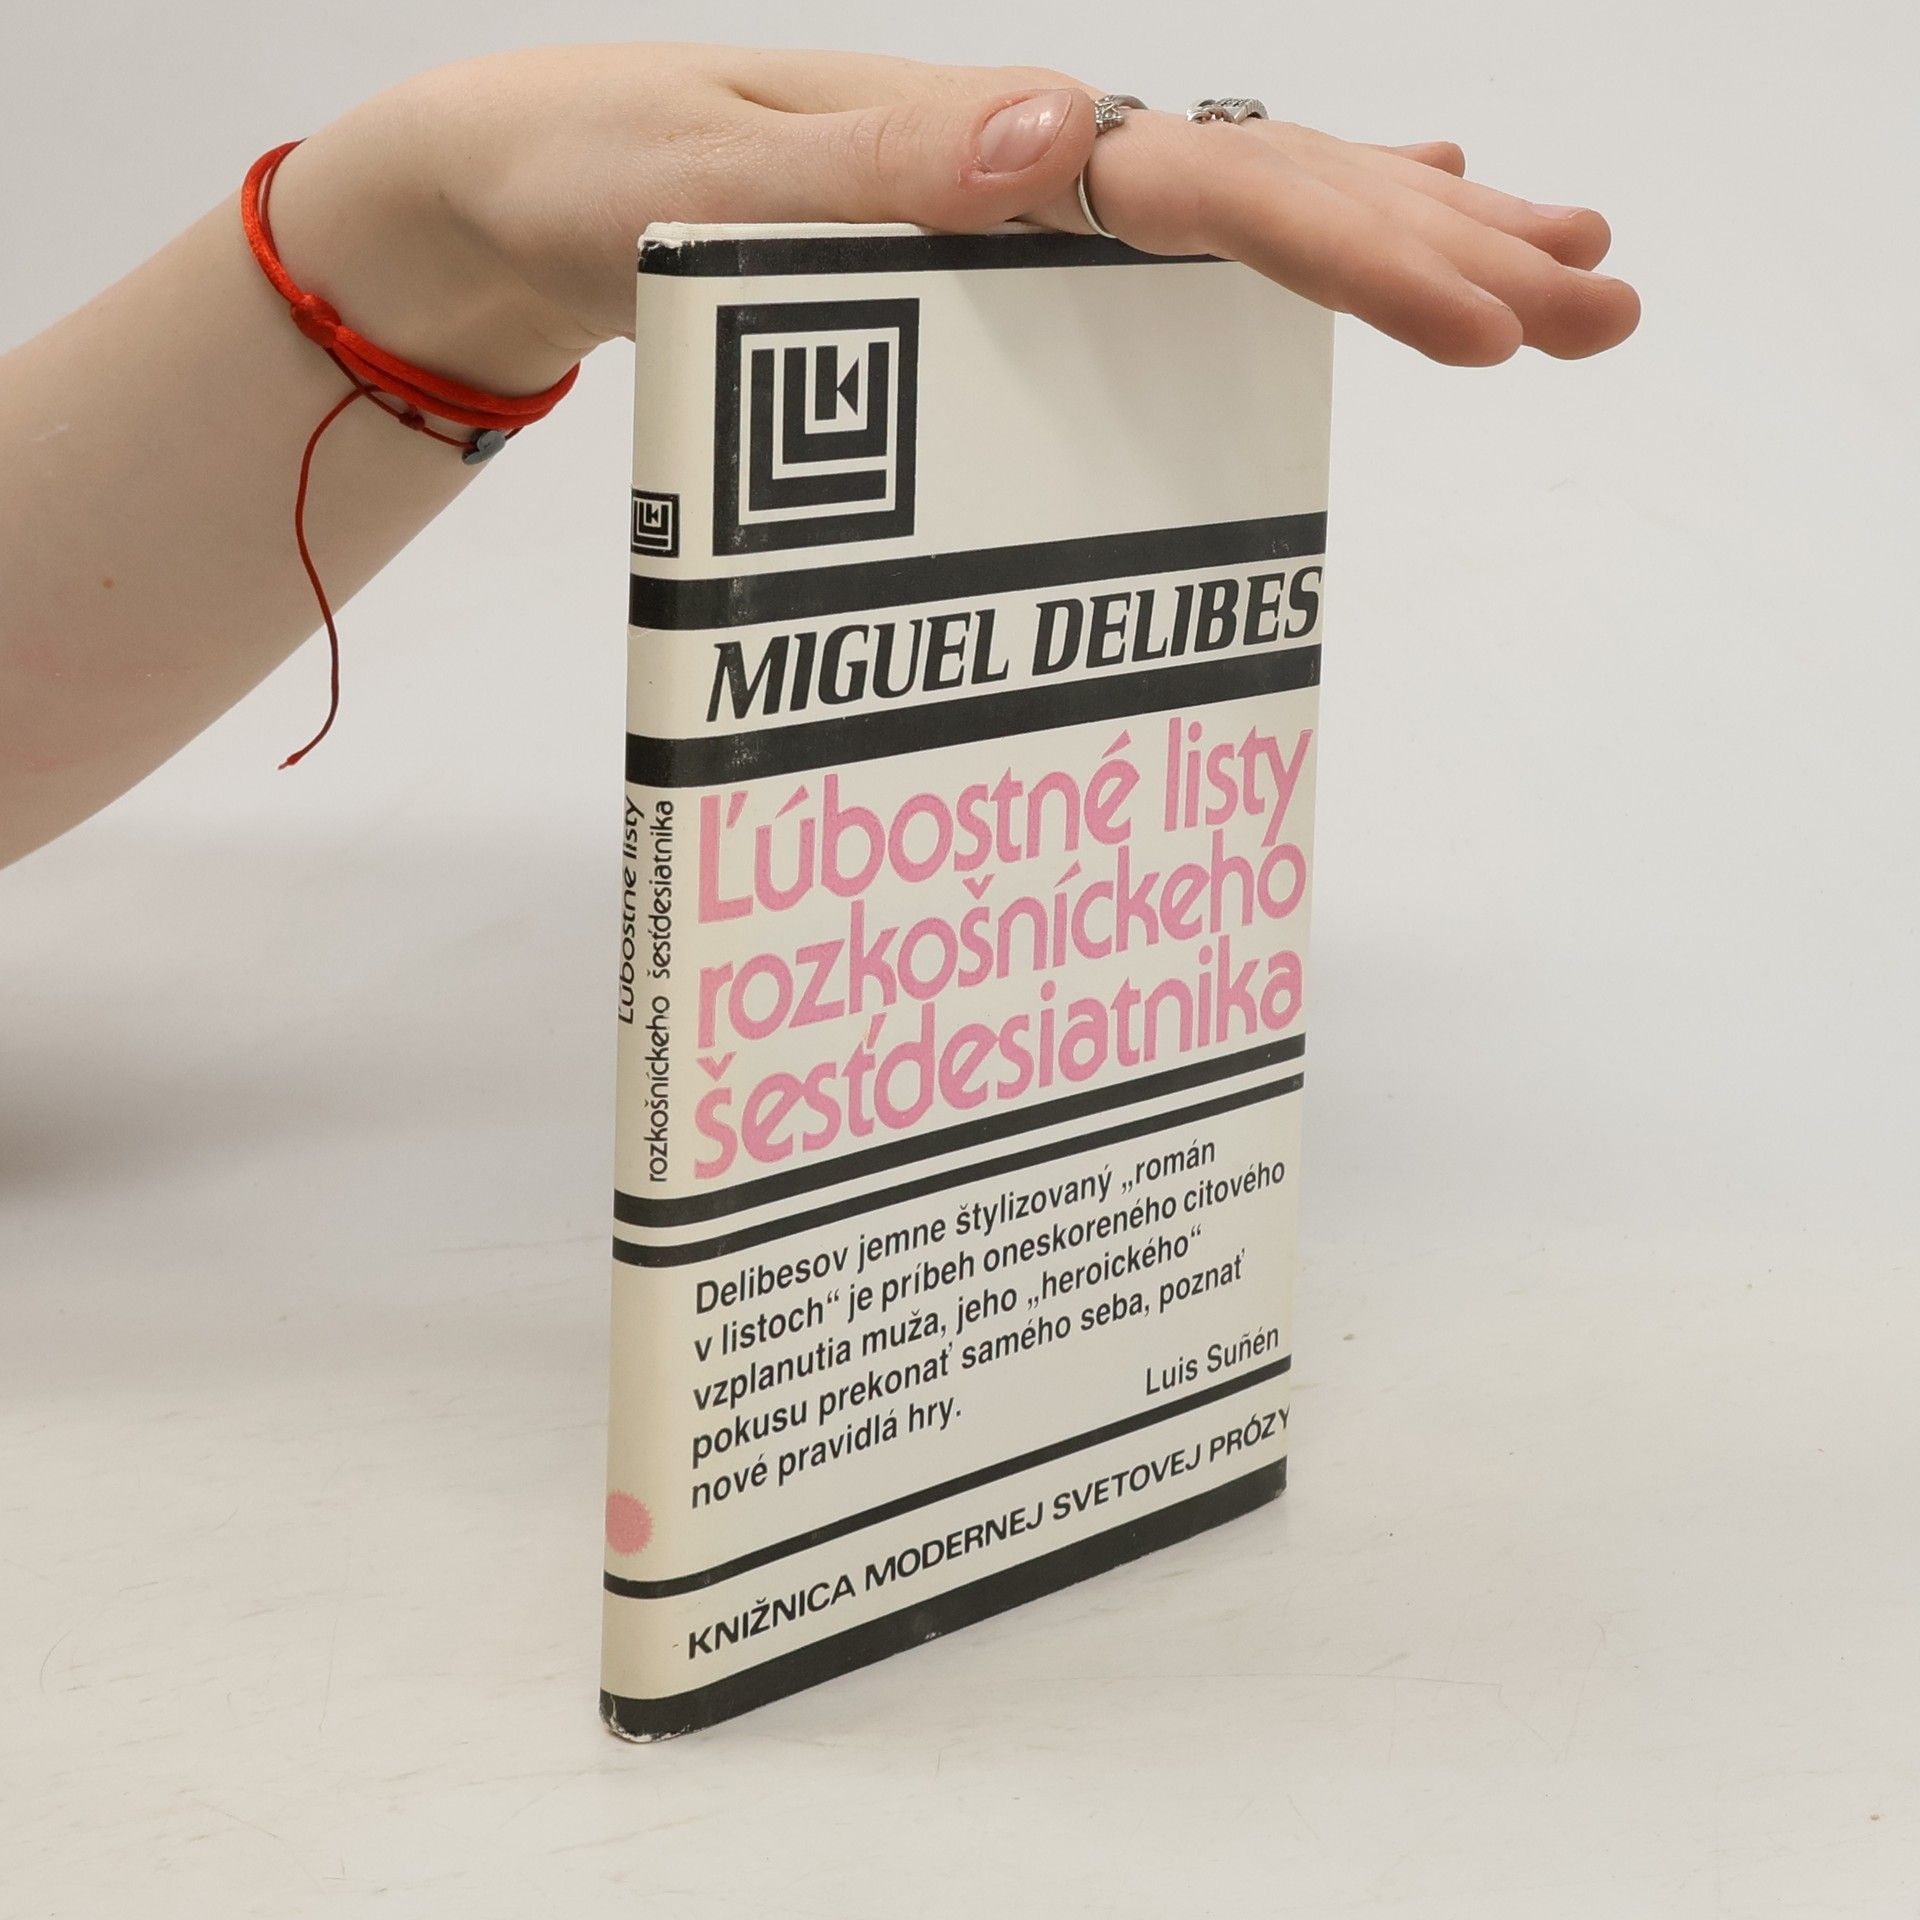 MIGUEL DELIBES
Ľúbostné listy
rozkošníckeho
šesťdesiatnika
Delibesov jemne štylizovaný „román
v listoch“ je príbeh oneskoreného citového
vzplanutia muža, jeho „heroického“
pokusu prekonať samého seba, poznať
nové pravidlá hry.
Luis Suñén
KNIŽNICA MODERNEJ SVETOVEJ PRÓZY
Ľúbostné listy
rozkošníckeho šesťdesiatnika